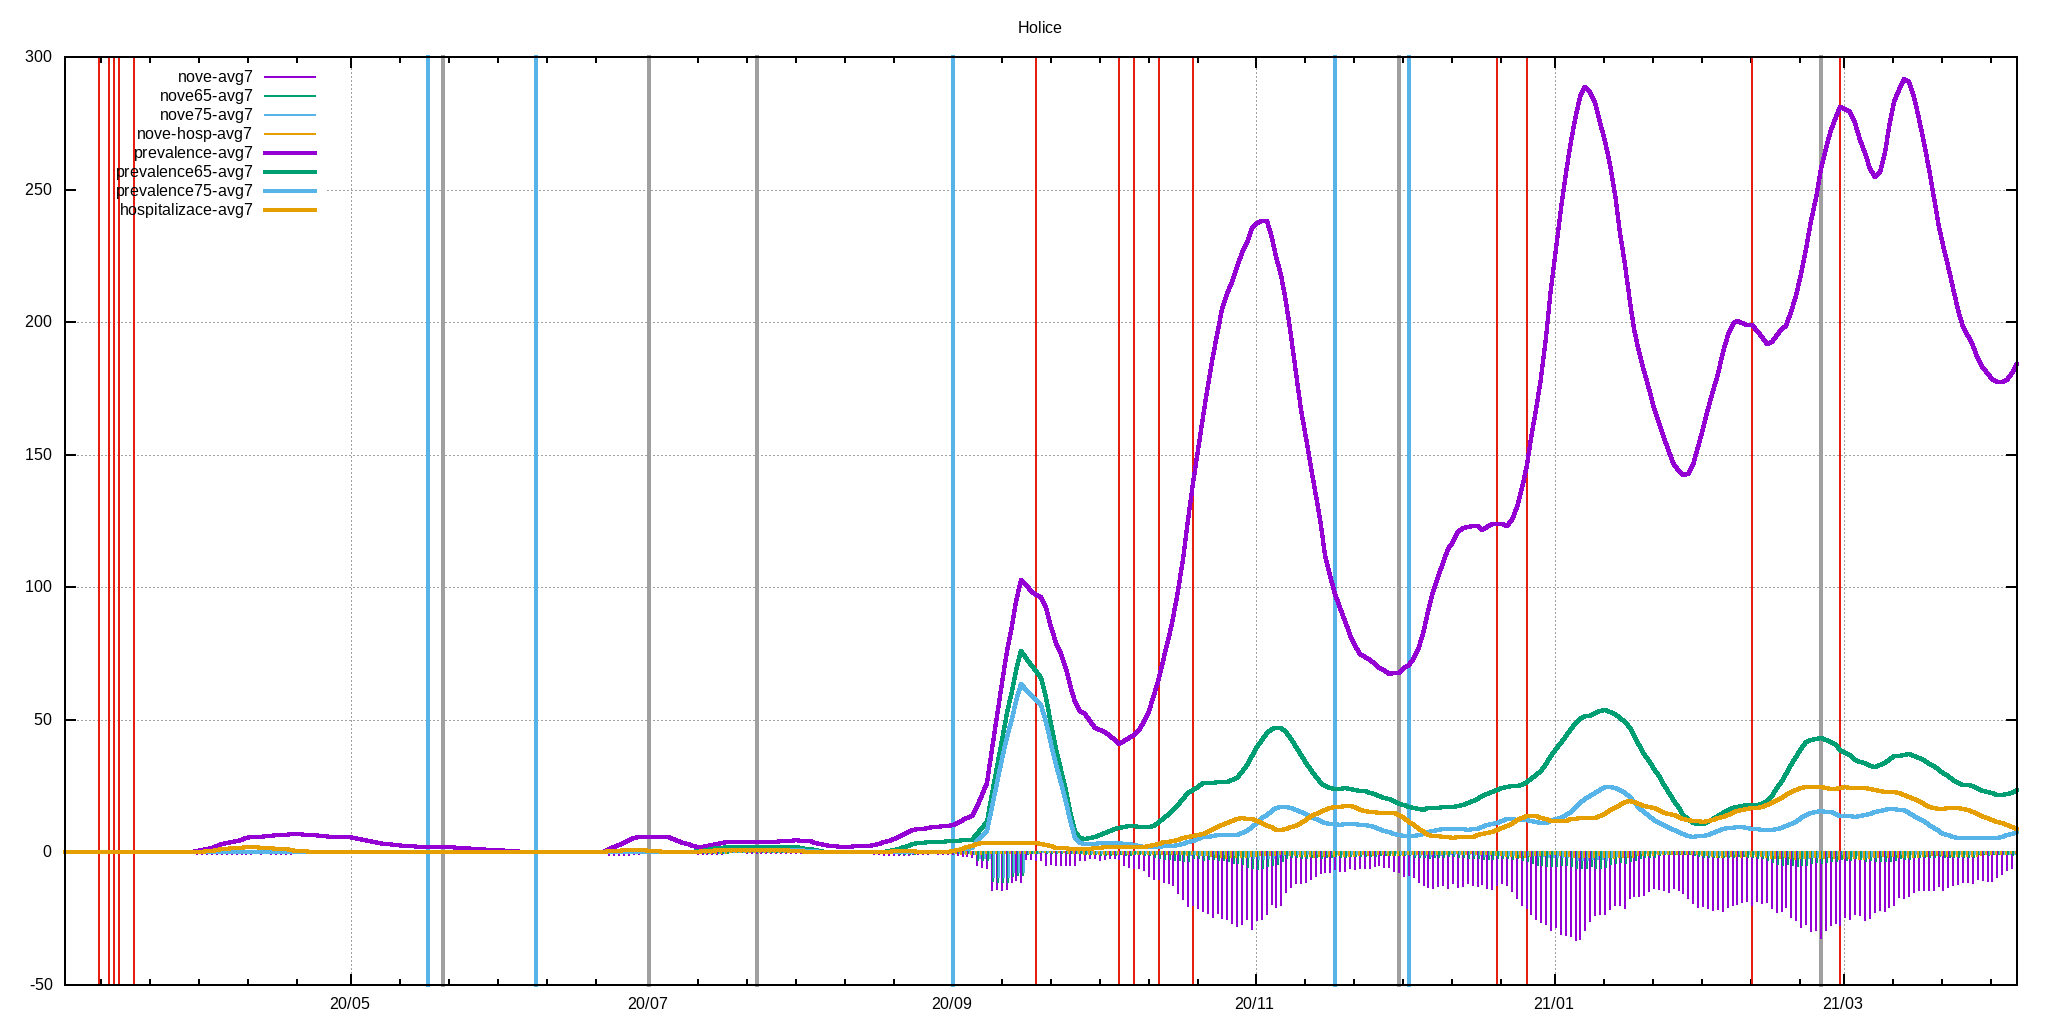 Holice
300
250
200
150
100
50
0
-50
nove-avg7
nove65-avg7
nove75-avg7
nove-hosp-avg7
prevalence-avg7
prevalence65-avg7
prevalence75-avg7
hospitalizace-avg7
20/05
20/07
20/09
20/11
21/01
21/03